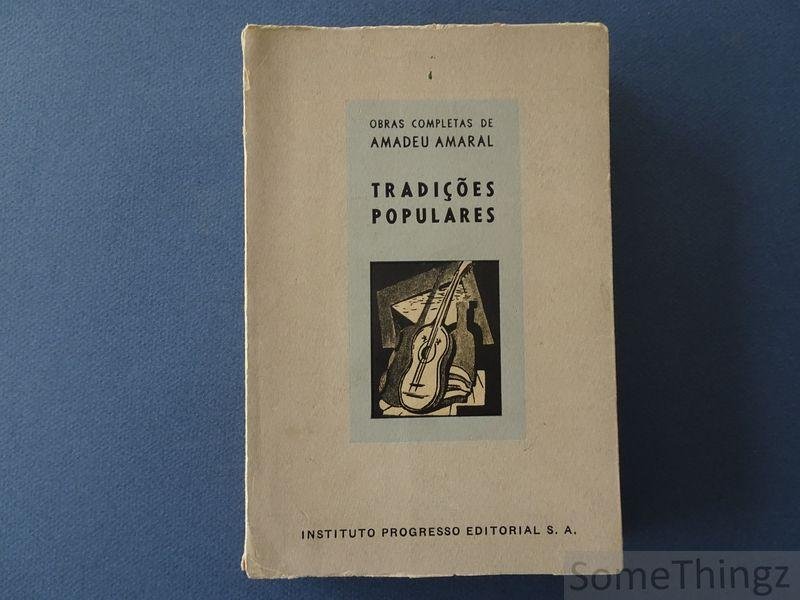 OBRAS COMPLETAS DE
AMADEU AMARAL
TRADIÇÕES
POPULARES
INSTITUTO PROGRESSO EDITORIAL S. A.
SomeThingz